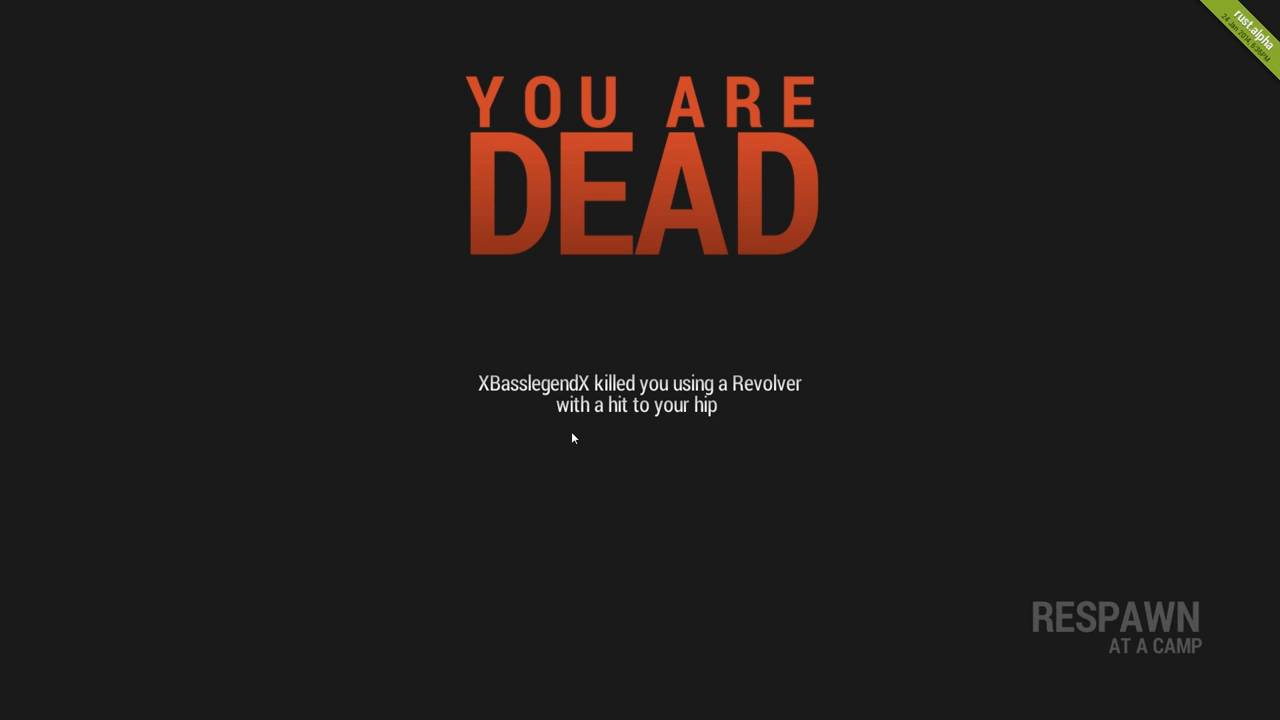 rust.alpha
YOU ARE
DEAD
XBasslegendX killed you using a Revolver
with a hit to your hip
RESPAWN
AT A CAMP